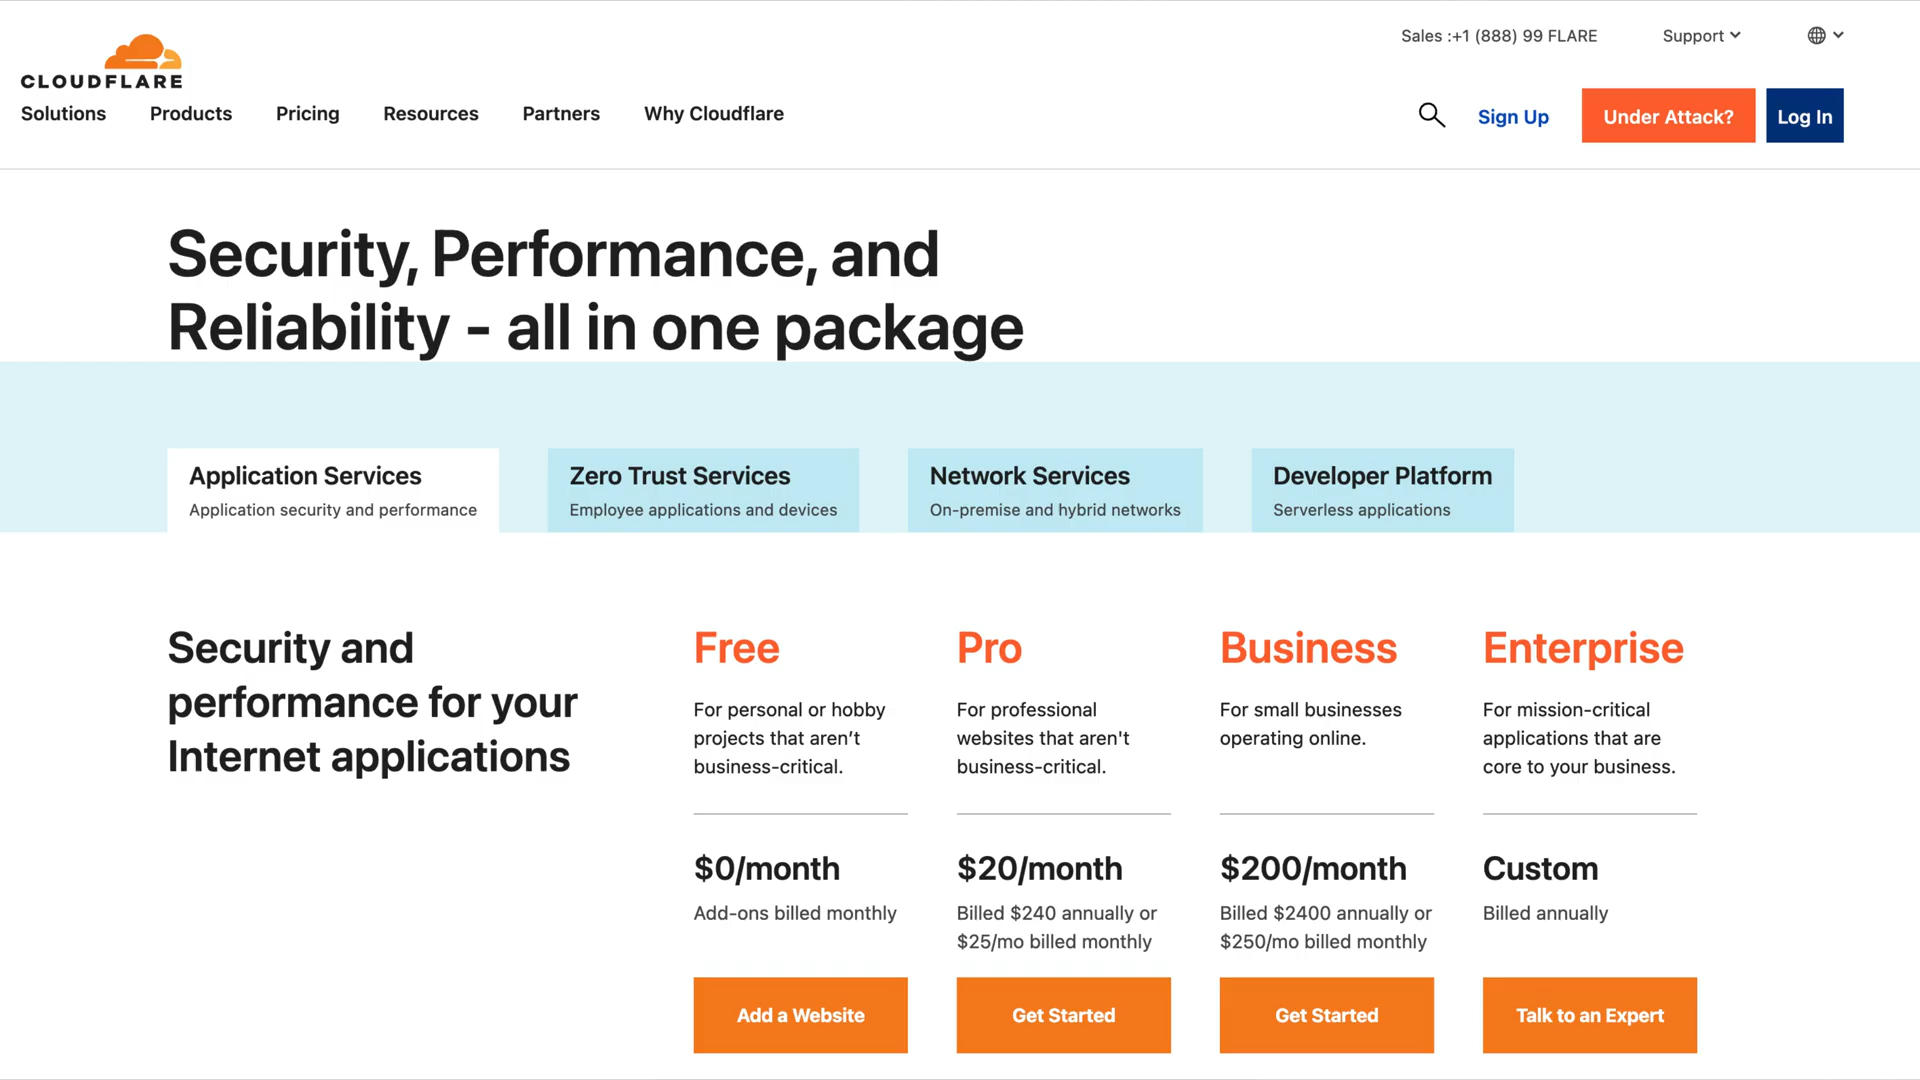 Sales :+1 (888) 99 FLARE
Support
CLOUDFLARE
Solutions
Products
Pricing
Resources
Partners
Why Cloudflare
Sign Up
Under Attack?
Log In
Security, Performance, and
Reliability - all in one package
Application Services
Application security and performance
Zero Trust Services
Employee applications and devices
Network Services
On-premise and hybrid networks
Developer Platform
Serverless applications
Security and
performance for your
Internet applications
Free
For personal or hobby
projects that aren’t
business-critical.
$0/month
Add-ons billed monthly
Add a Website
Pro
For professional
websites that aren't
business-critical.
$20/month
Billed $240 annually or
$25/mo billed monthly
Get Started
Business
For small businesses
operating online.
$200/month
Billed $2400 annually or
$250/mo billed monthly
Get Started
Enterprise
For mission-critical
applications that are
core to your business.
Custom
Billed annually
Talk to an Expert